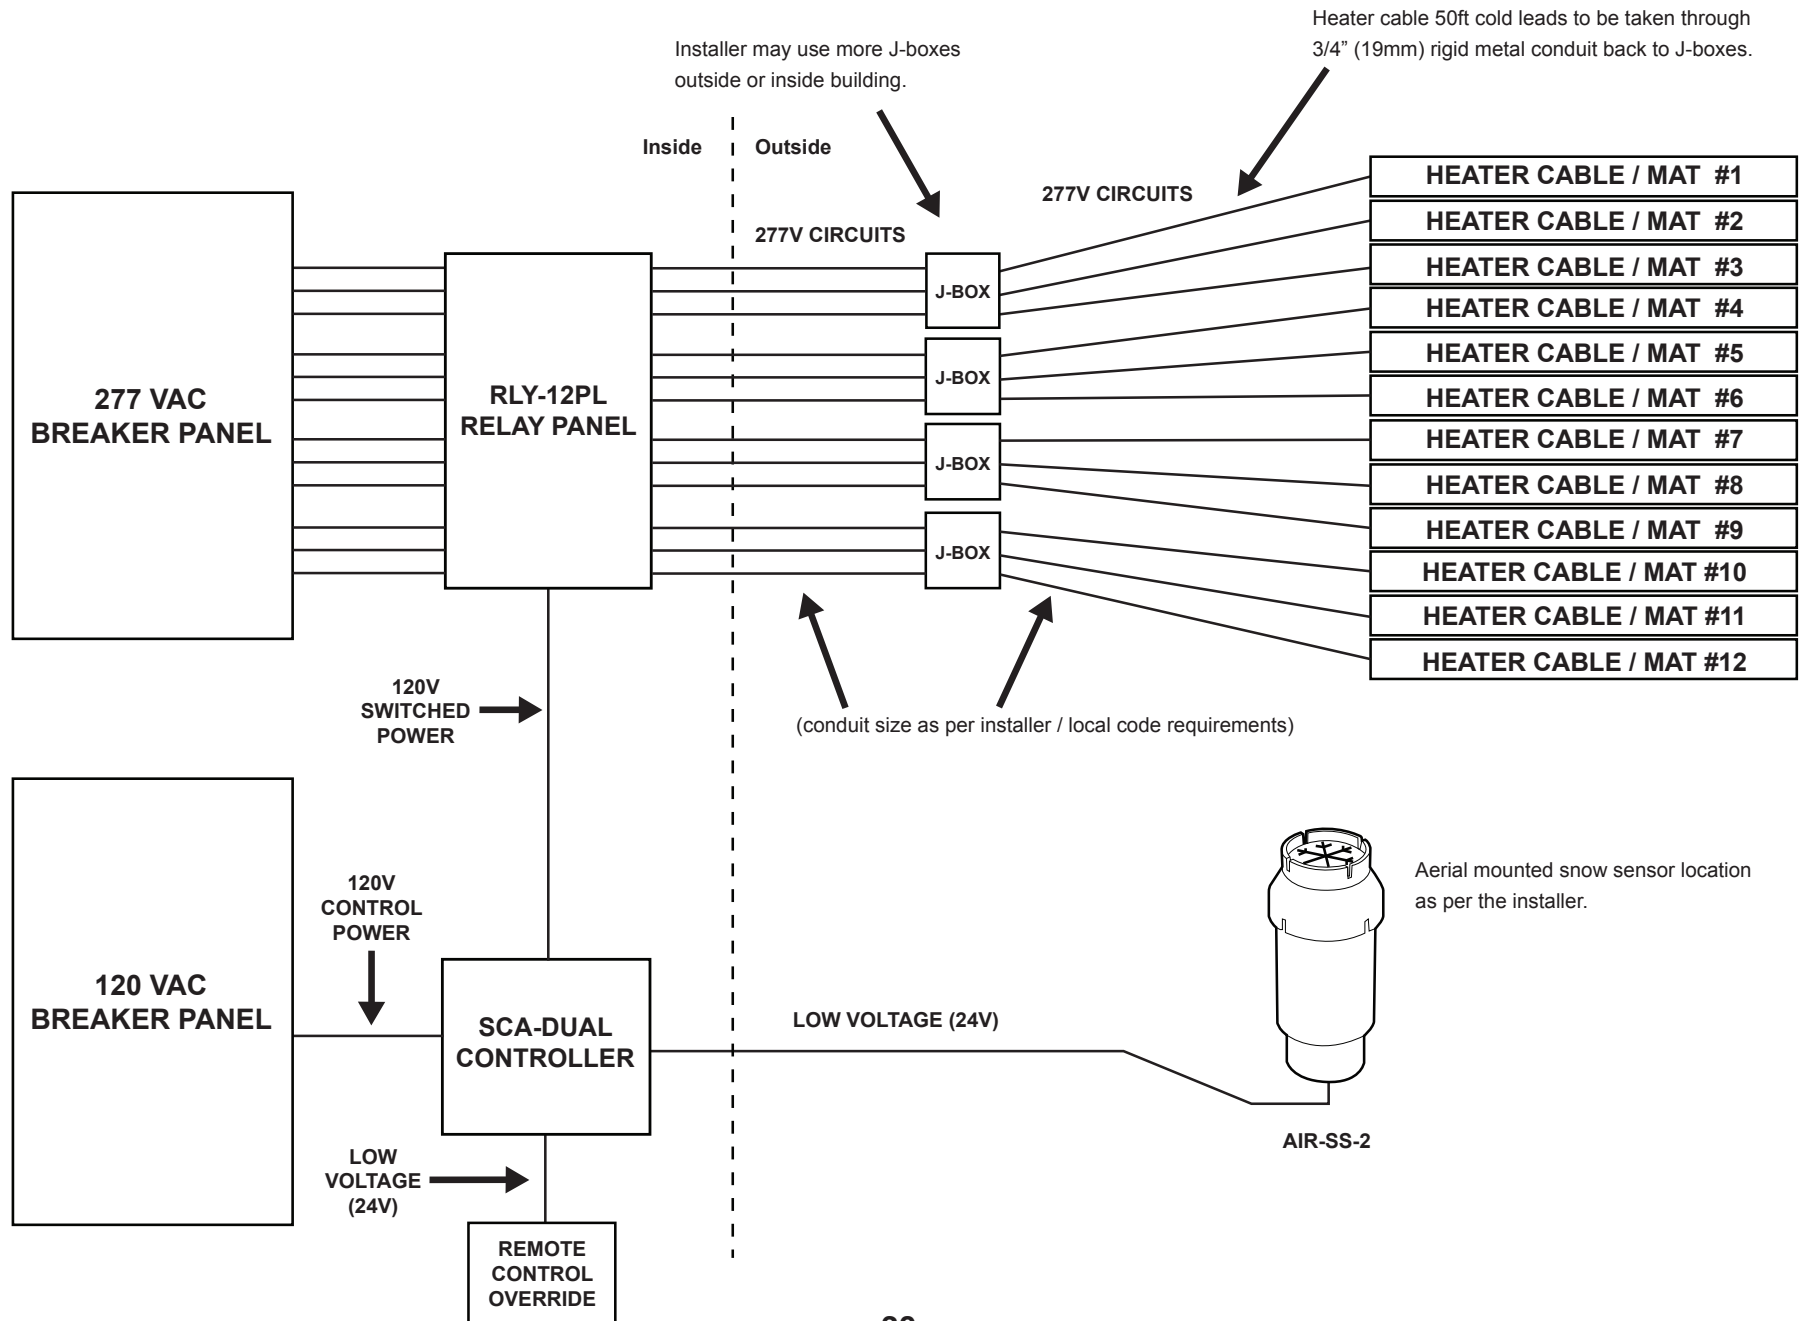 Heater cable 50ft cold leads to be taken through
3/4” (19mm) rigid metal conduit back to J-boxes.
Installer may use more J-boxes
outside or inside building.
Inside
Outside
277V CIRCUITS
277V CIRCUITS
277 VAC
BREAKER PANEL
RLY-12PL
RELAY PANEL
J-BOX
J-BOX
J-BOX
J-BOX
HEATER CABLE / MAT #1
HEATER CABLE / MAT #2
HEATER CABLE / MAT #3
HEATER CABLE / MAT #4
HEATER CABLE / MAT #5
HEATER CABLE / MAT #6
HEATER CABLE / MAT #7
HEATER CABLE / MAT #8
HEATER CABLE / MAT #9
HEATER CABLE / MAT #10
HEATER CABLE / MAT #11
HEATER CABLE / MAT #12
120V
SWITCHED
POWER
(conduit size as per installer / local code requirements)
120V
CONTROL
POWER
120 VAC
BREAKER PANEL
SCA-DUAL
CONTROLLER
LOW VOLTAGE (24V)
Aerial mounted snow sensor location
as per the installer.
AIR-SS-2
LOW
VOLTAGE
(24V)
REMOTE
CONTROL
OVERRIDE